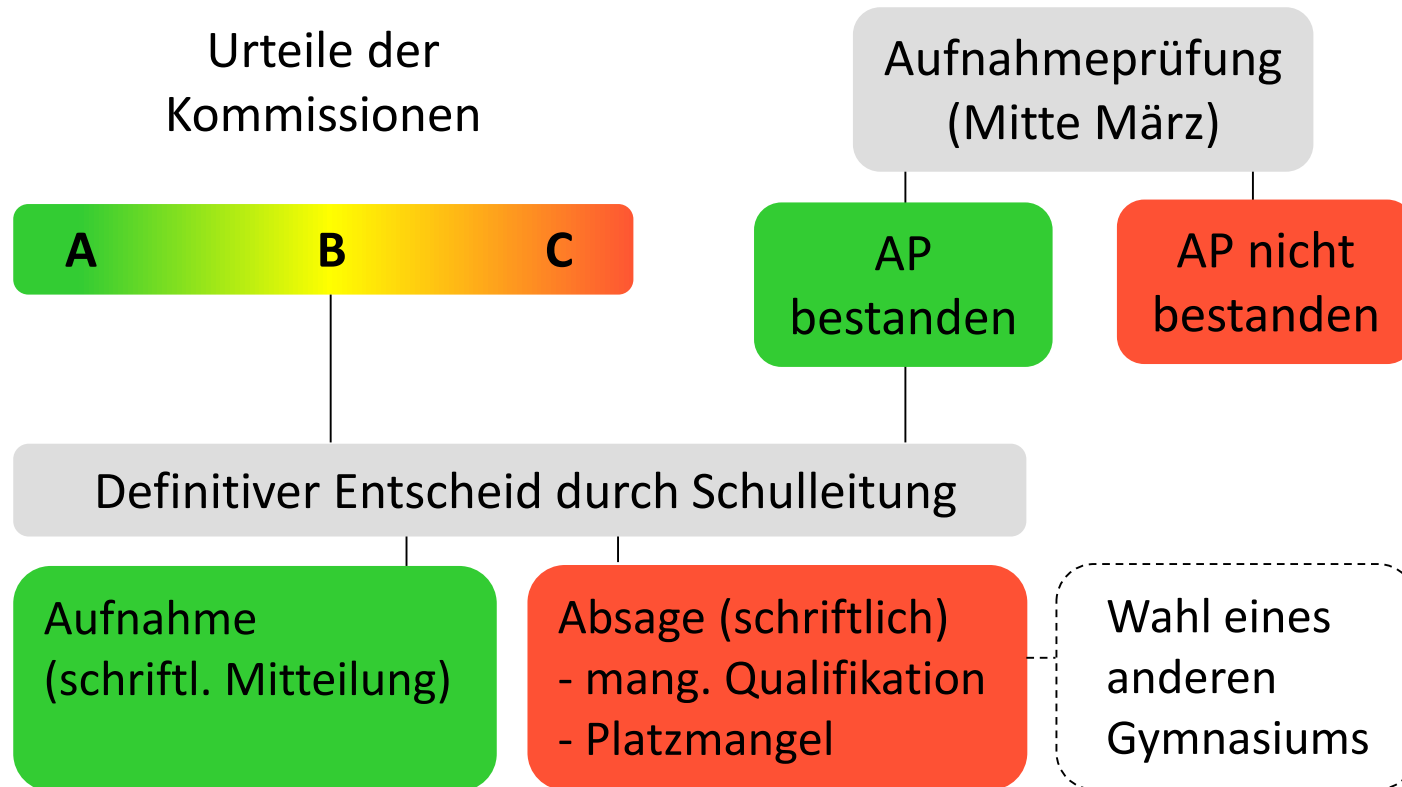 Urteile der
Kommissionen
A B C
Aufnahmeprüfung
(Mitte März)
AP
bestanden
AP nicht
bestanden
Definitiver Entscheid durch Schulleitung
Aufnahme
(schriftl. Mitteilung)
Absage (schriftlich)
- mang. Qualifikation
- Platzmangel
Wahl eines
anderen
Gymnasiums